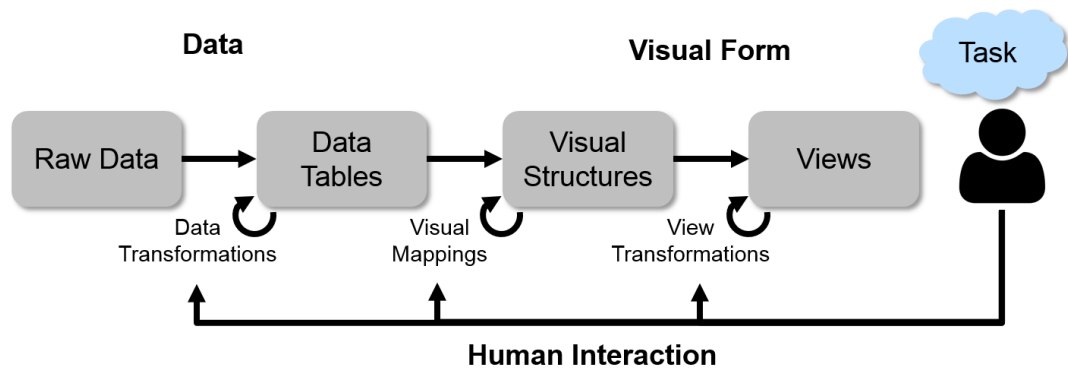 Data
Visual Form
Task
Raw Data
Data
Tables
Visual
Structures
Views
Data
Transformations
Visual
Mappings
View
Transformations
Human Interaction